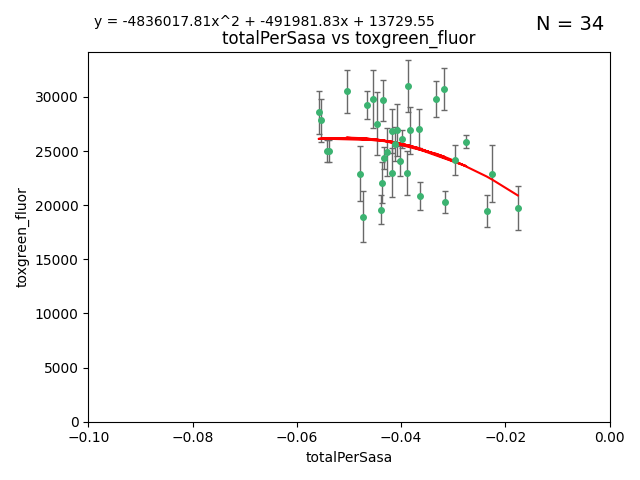 y = -4836017.81x^2 + -491981.83x + 13729.55
N = 34
totalPerSasa vs toxgreen_fluor
30000
25000
20000
15000
10000
5000
0
toxgreen_fluor
−0.10
−0.08
−0.06
−0.04
−0.02
0.00
totalPerSasa